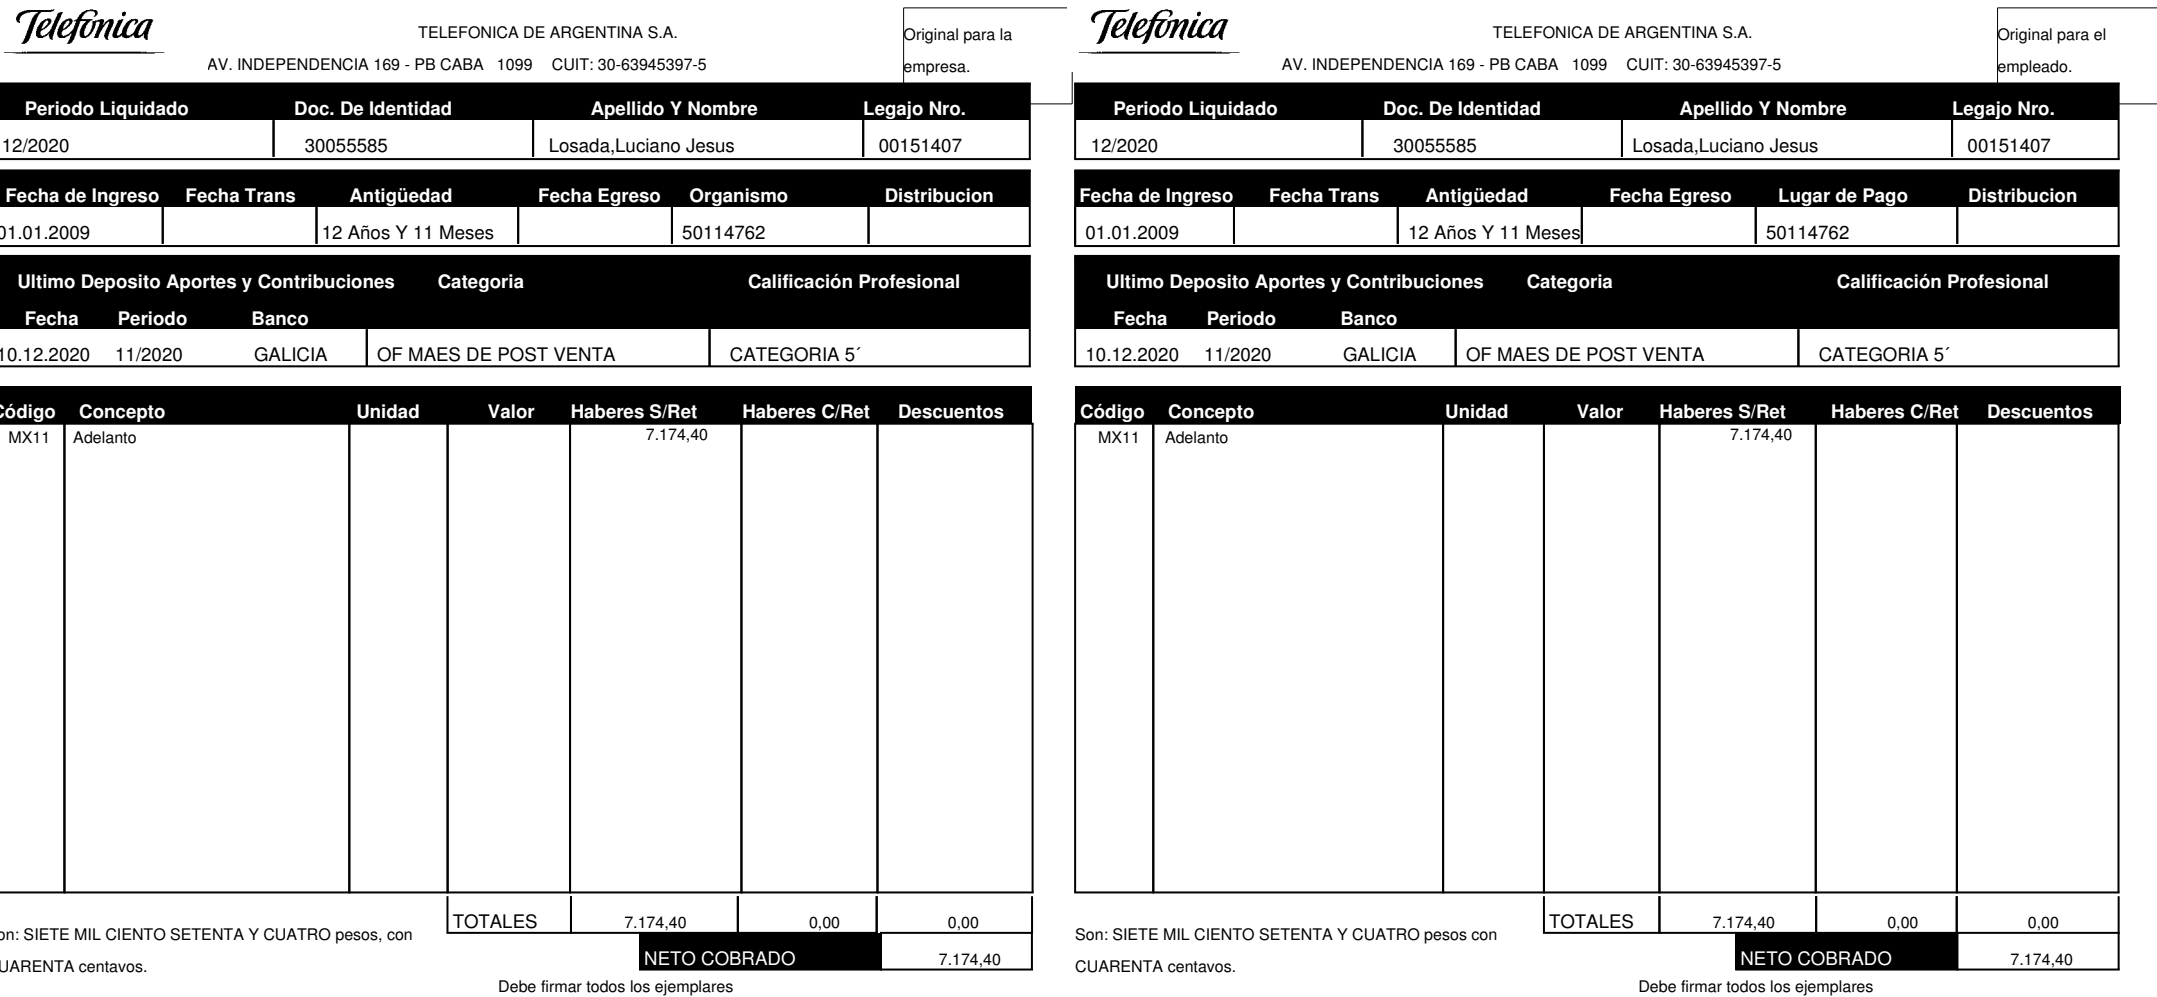 Telefónica
TELEFONICA DE ARGENTINA S.A.
Original para la
AV. INDEPENDENCIA 169 - PB CABA 1099 CUIT: 30-63945397-5
empresa.
Periodo Liquidado Doc. De Identidad Apellido Y Nombre Legajo Nro.
12/2020 30055585 Losada,Luciano Jesus 00151407
Fecha de Ingreso Fecha Trans Antigüedad Fecha Egreso Organismo Distribucion
01.01.2009 12 Años Y 11 Meses 50114762
Ultimo Deposito Aportes y Contribuciones Categoria Calificación Profesional
Fecha Periodo Banco
10.12.2020 11/2020 GALICIA OF MAES DE POST VENTA CATEGORIA 5´
Código Concepto Unidad Valor Haberes S/Ret Haberes C/Ret Descuentos
MX11 Adelanto 7.174,40
TOTALES 7.174,40 0,00 0,00
on: SIETE MIL CIENTO SETENTA Y CUATRO pesos, con
NETO COBRADO 7.174,40
UARENTA centavos.
Debe firmar todos los ejemplares
Telefónica
TELEFONICA DE ARGENTINA S.A.
Original para el
AV. INDEPENDENCIA 169 - PB CABA 1099 CUIT: 30-63945397-5
empleado.
Periodo Liquidado Doc. De Identidad Apellido Y Nombre Legajo Nro.
12/2020 30055585 Losada,Luciano Jesus 00151407
Fecha de Ingreso Fecha Trans Antigüedad Fecha Egreso Lugar de Pago Distribucion
01.01.2009 12 Años Y 11 Meses 50114762
Ultimo Deposito Aportes y Contribuciones Categoria Calificación Profesional
Fecha Periodo Banco
10.12.2020 11/2020 GALICIA OF MAES DE POST VENTA CATEGORIA 5´
Código Concepto Unidad Valor Haberes S/Ret Haberes C/Ret Descuentos
MX11 Adelanto 7.174,40
TOTALES 7.174,40 0,00 0,00
Son: SIETE MIL CIENTO SETENTA Y CUATRO pesos con
NETO COBRADO 7.174,40
CUARENTA centavos.
Debe firmar todos los ejemplares